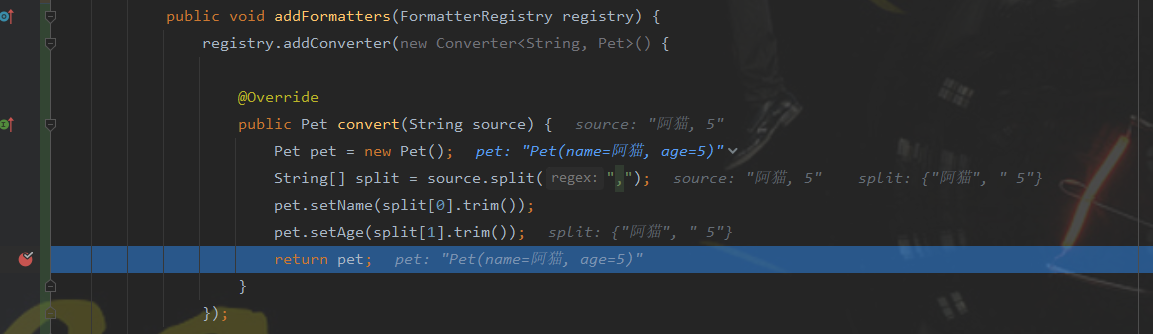 public void addFormatters(FormatterRegistry registry) {
registry.addConverter(new Converter<String, Pet>() {
@Override
public Pet convert(String source) { source: "阿猫, 5"
Pet pet = new Pet(); pet: "Pet(name=阿猫, age=5)"
String[] split = source.split( regex: ","); source: "阿猫, 5" split: {"阿猫", " 5"}
pet.setName(split[0].trim());
pet.setAge(split[1].trim()); split: {"阿猫", " 5"}
return pet; pet: "Pet(name=阿猫, age=5)"
}
});